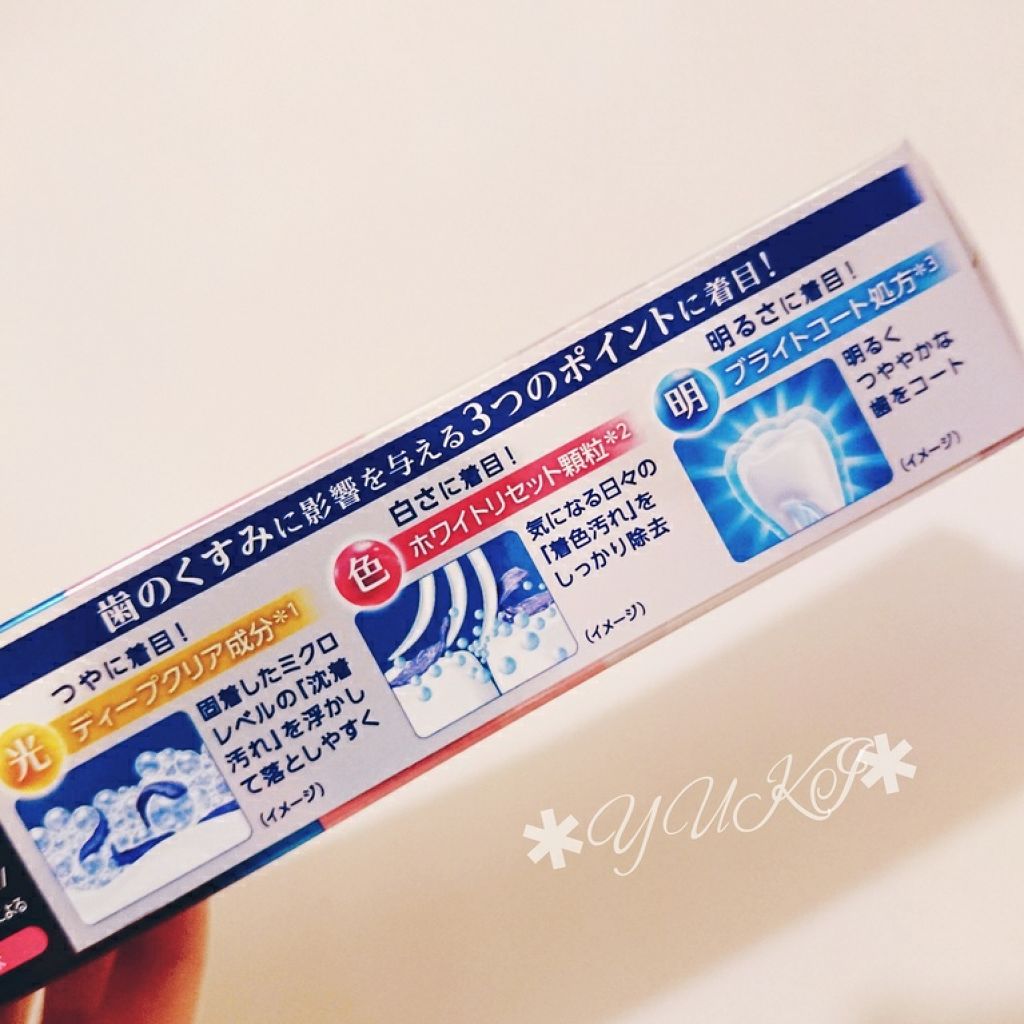 歯のくすみに影響を与える3つのポイントに着目!
つやに着目!
光 ディープクリア成分*1
固着したミクロ
レベルの「沈着
汚れ」を浮かし
て落としやすく
(イメージ)
白さに着目!
色 ホワイトリセット顆粒*2
気になる日々の
「着色汚れ」を
しっかり除去
(イメージ)
明るさに着目!
明 ブライトコート処方*3
明るく
つややかな
歯をコート
(イメージ)
よる
*YUKI*